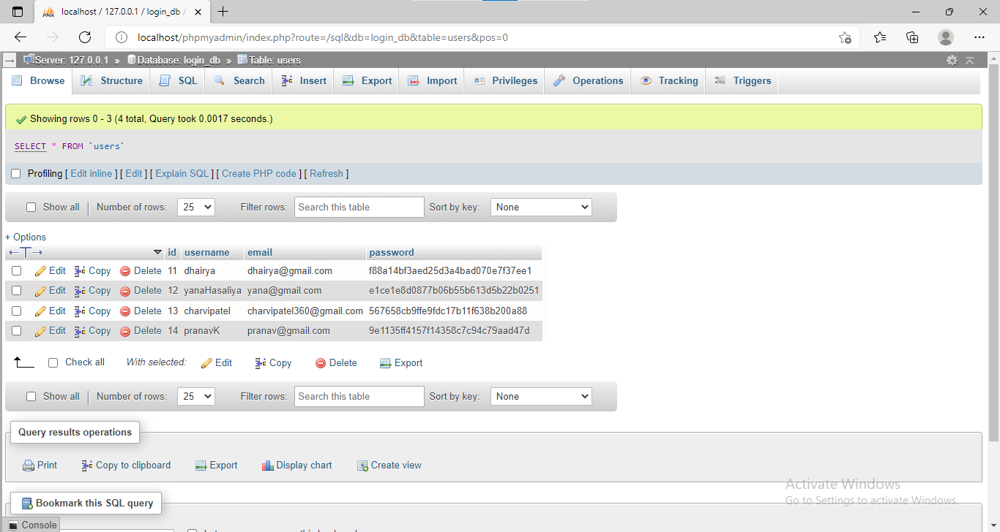 localhost / 127.0.0.1 / login_db /
localhost/phpmyadmin/index.php?route=/sql&db=login_db&table=users&pos=0
Server: 127.0.0.1 » Database: login_db » Table: users
Browse Structure SQL Search Insert Export Import Privileges Operations Tracking Triggers
Showing rows 0 - 3 (4 total, Query took 0.0017 seconds.)
SELECT * FROM `users`
Profiling [ Edit inline ] [ Edit ] [ Explain SQL ] [ Create PHP code ] [ Refresh ]
Show all Number of rows: 25 Filter rows: Search this table Sort by key: None
+ Options
id username email password
Edit Copy Delete 11 dhairya dhairya@gmail.com f88a14bf3aed25d3a4bad070e7f37ee1
Edit Copy Delete 12 yanaHasaliya yana@gmail.com e1ce1e8d0877b06b55b613d5b22b0251
Edit Copy Delete 13 charvipatel charvipatel360@gmail.com 567658cb9ffe9fdc17b11f638b200a88
Edit Copy Delete 14 pranavK pranav@gmail.com 9e1135ff4157f14358c7c94c79aad47d
Check all With selected: Edit Copy Delete Export
Show all Number of rows: 25 Filter rows: Search this table Sort by key: None
Query results operations
Print Copy to clipboard Export Display chart Create view
Activate Windows
Go to Settings to activate Windows.
Bookmark this SQL query
Console